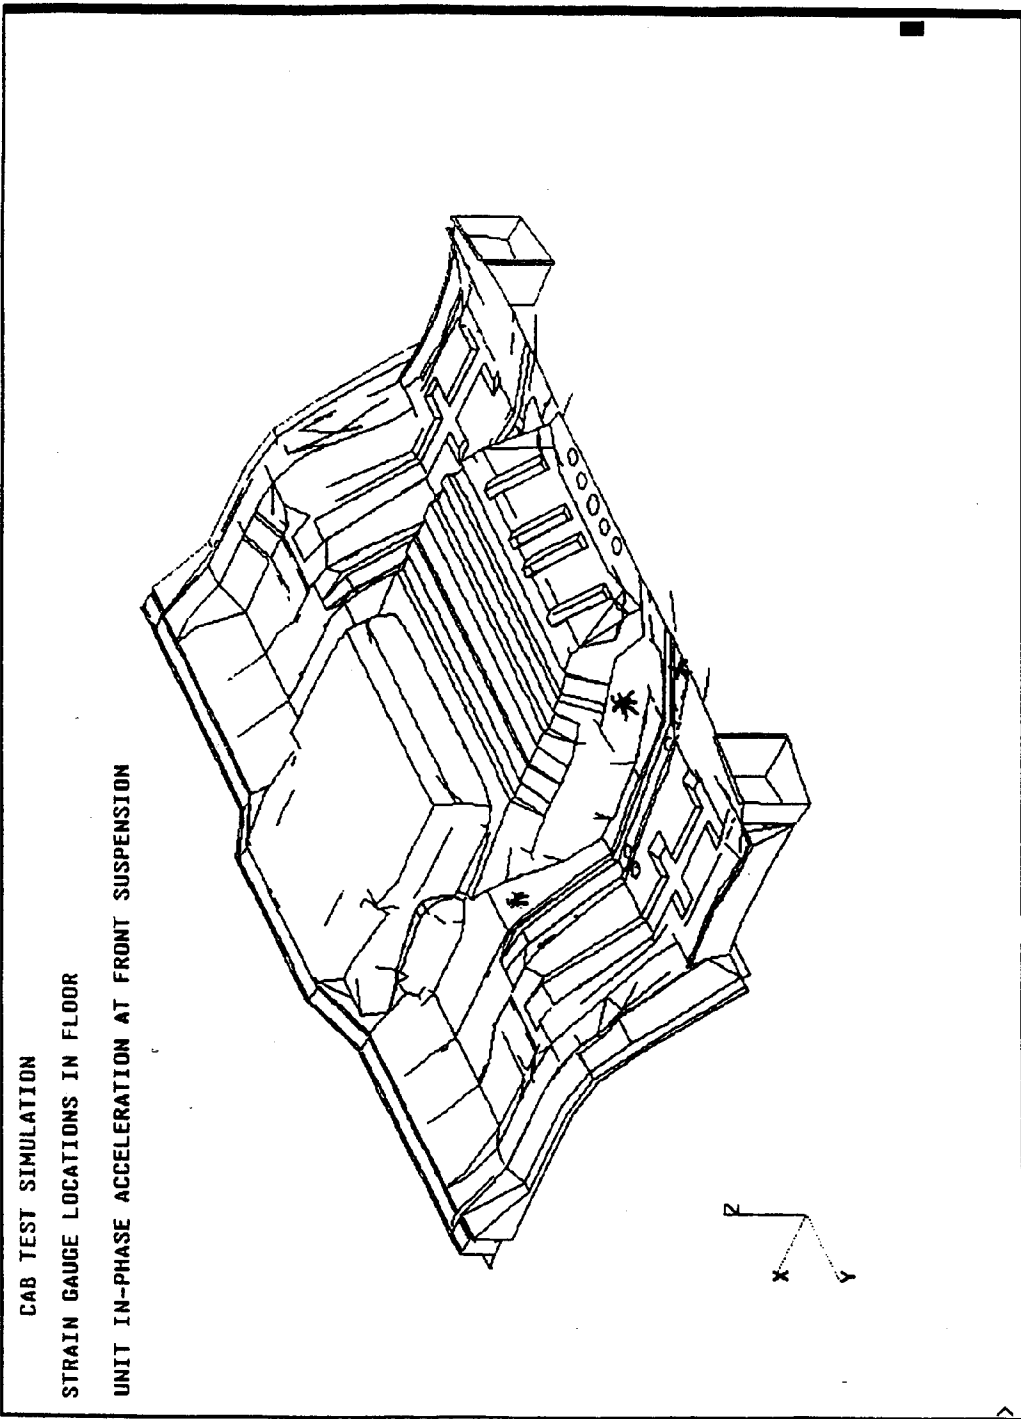 CAB TEST SIMULATION
STRAIN GAUGE LOCATIONS IN FLOOR
UNIT IN-PHASE ACCELERATION AT FRONT SUSPENSION
Z
X
Y